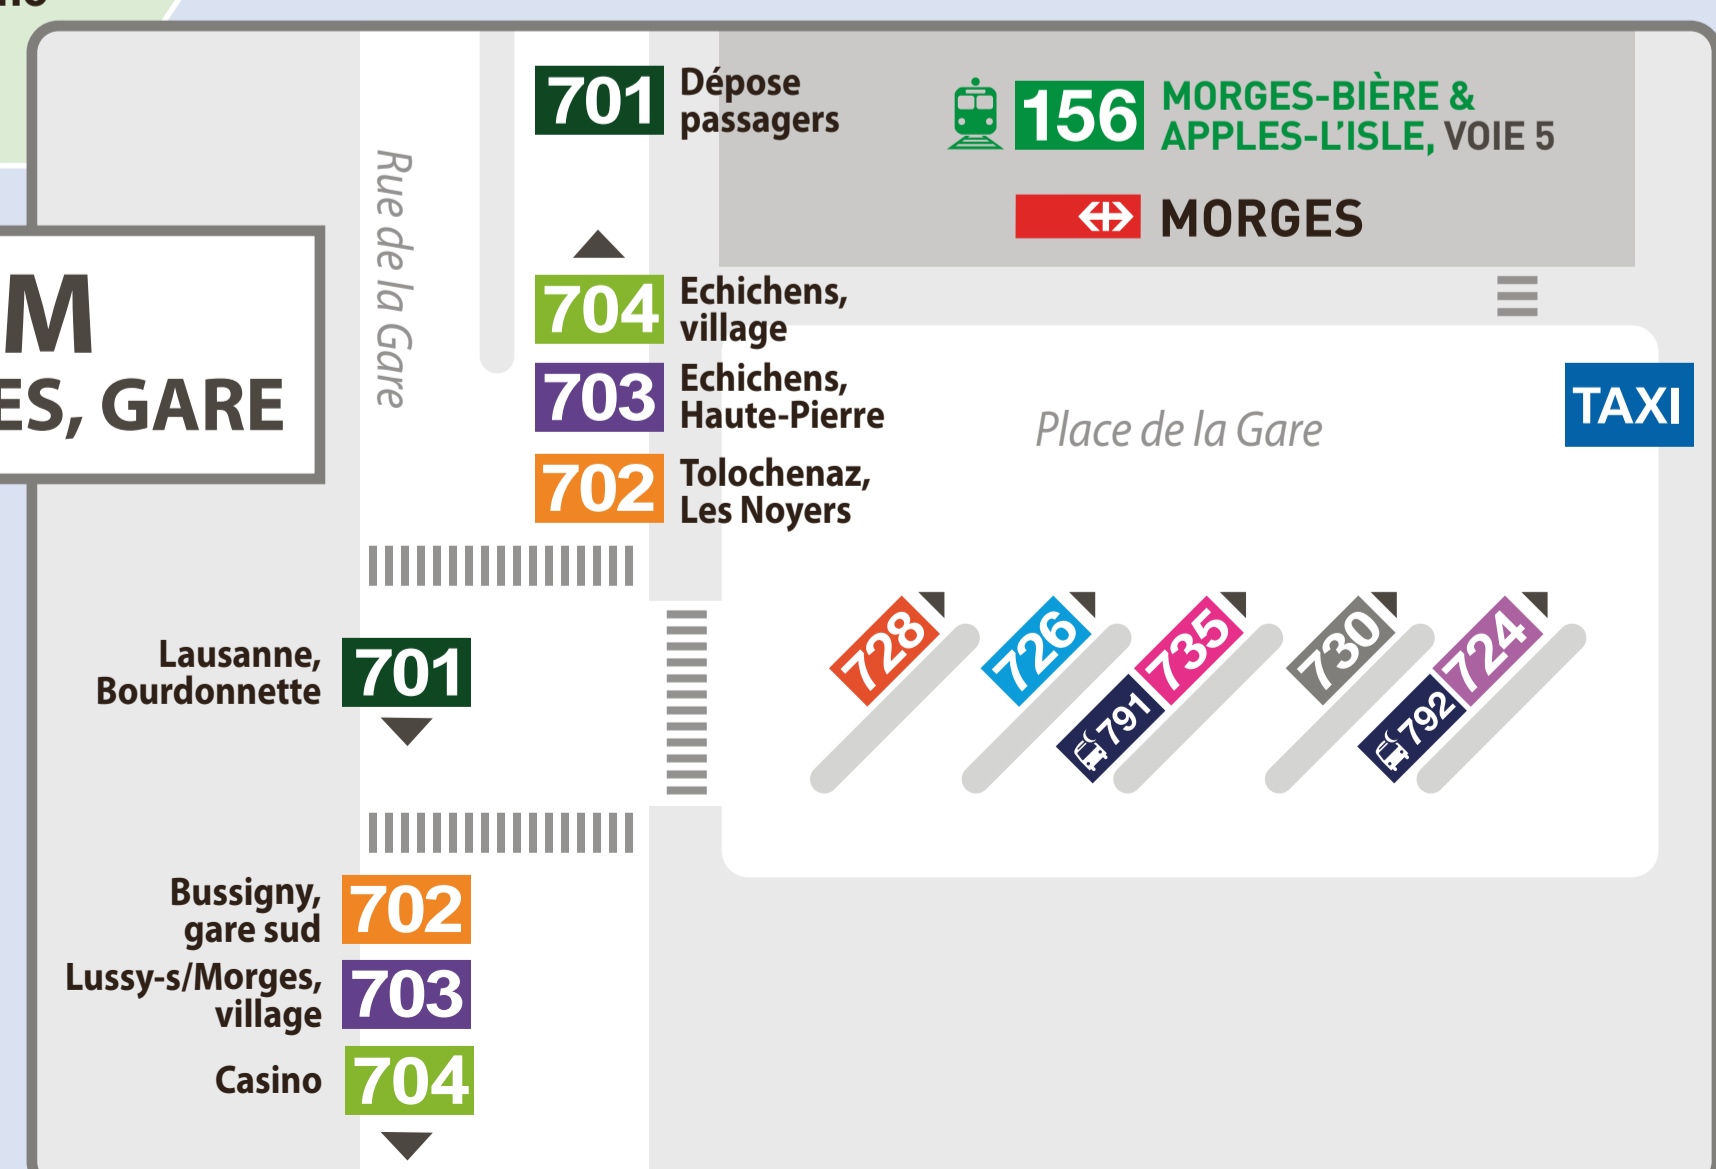 701 Dépose
passagers
156 MORGES-BIÈRE &
APPLES-L'ISLE, VOIE 5
MORGES
Rue de la Gare
M
ES, GARE
704 Echichens,
village
703 Echichens,
Haute-Pierre
702 Tolochenaz,
Les Noyers
Place de la Gare
TAXI
728
726
735
791
730
724
792
Lausanne,
Bourdonnette 701
Bussigny,
gare sud 702
Lussy-s/Morges,
village 703
Casino 704